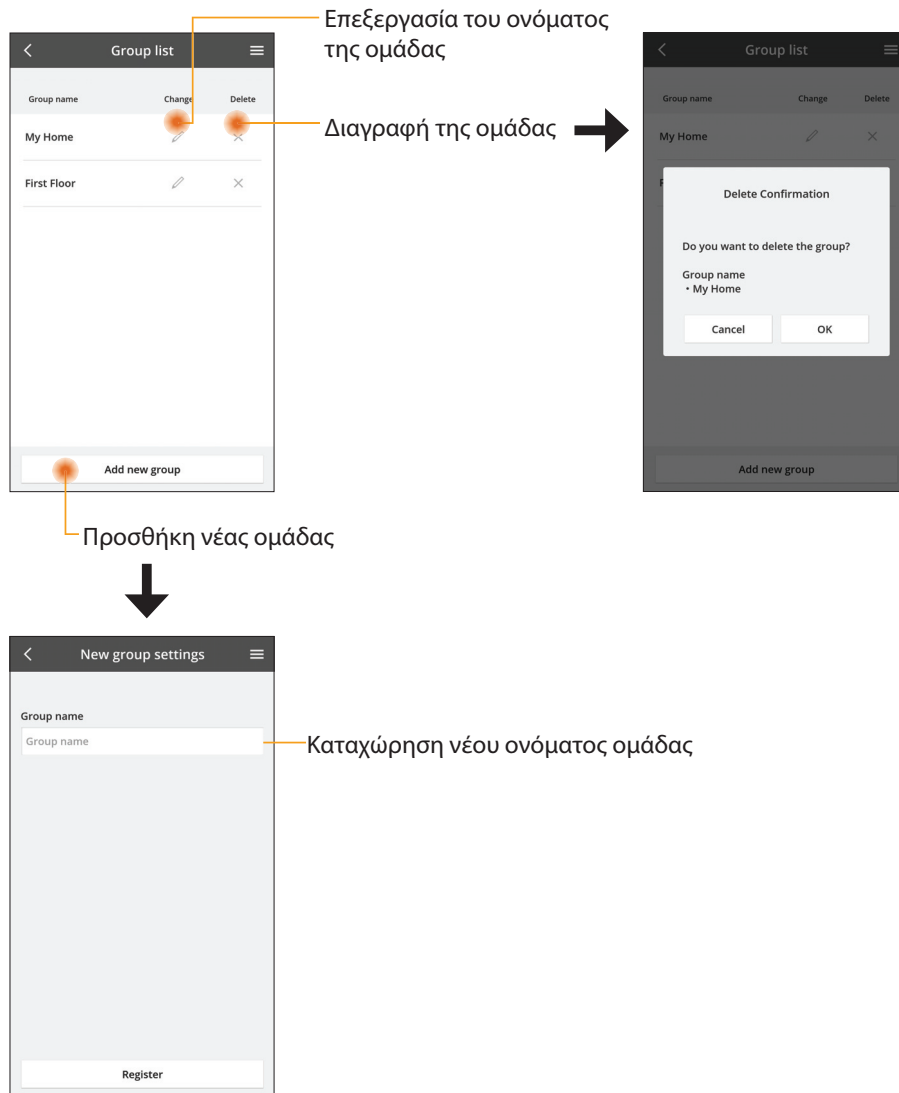 Group list
Group name Change Delete
My Home
First Floor
Add new group
Επεξεργασία του ονόματος
της ομάδας
Διαγραφή της ομάδας
Group list
Group name Change Delete
My Home
F
Delete Confirmation
Do you want to delete the group?
Group name
• My Home
Cancel OK
Add new group
Προσθήκη νέας ομάδας
New group settings
Group name
Group name
Καταχώρηση νέου ονόματος ομάδας
Register